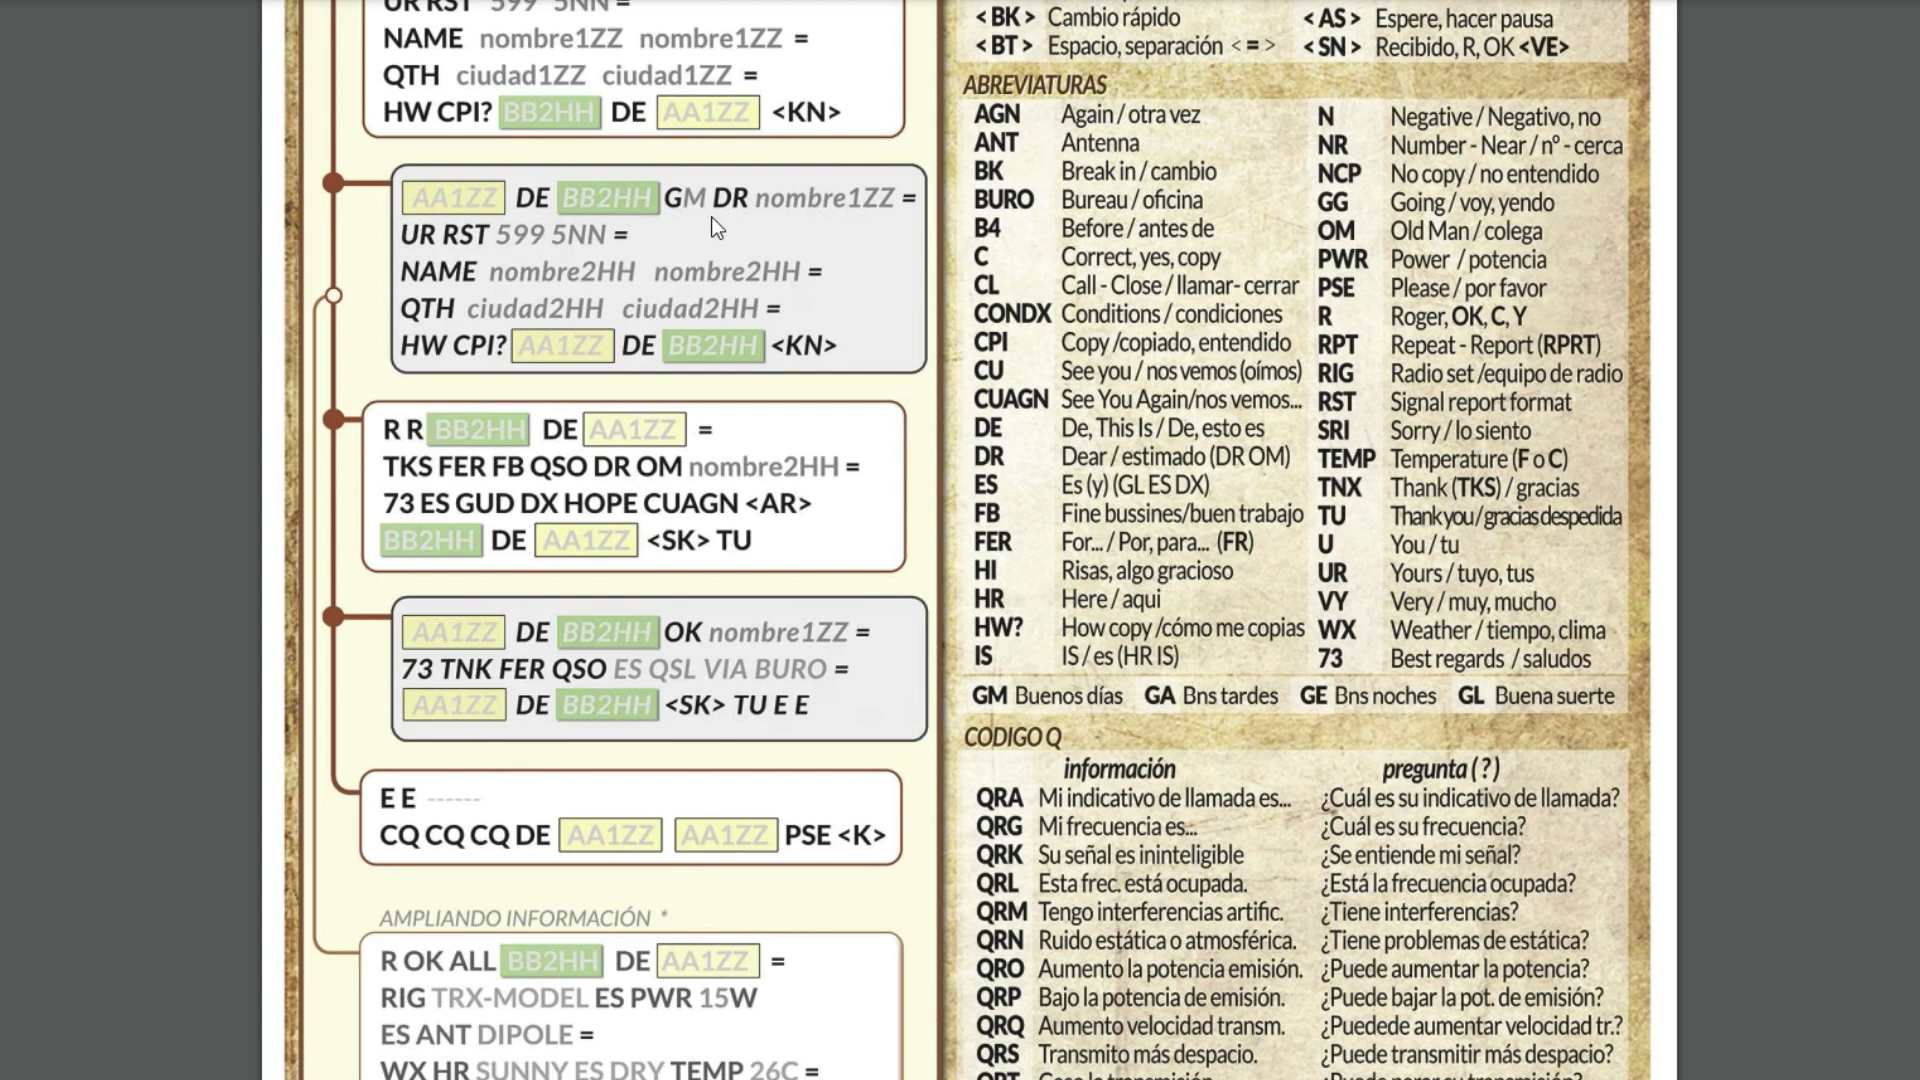 UR RST 599 5NN =
NAME nombre1ZZ nombre1ZZ =
QTH ciudad1ZZ ciudad1ZZ =
HW CPI? BB2HH DE AA1ZZ <KN>
AA1ZZ DE BB2HH GM DR nombre1ZZ =
UR RST 599 5NN =
NAME nombre2HH nombre2HH =
QTH ciudad2HH ciudad2HH =
HW CPI? AA1ZZ DE BB2HH <KN>
R R BB2HH DE AA1ZZ =
TKS FER FB QSO DR OM nombre2HH =
73 ES GUD DX HOPE CUAGN <AR>
BB2HH DE AA1ZZ <SK> TU
AA1ZZ DE BB2HH OK nombre1ZZ =
73 TNK FER QSO ES QSL VIA BURO =
AA1ZZ DE BB2HH <SK> TU E E
E E ------
CQ CQ CQ DE AA1ZZ AA1ZZ PSE <K>
AMPLIANDO INFORMACIÓN *
R OK ALL BB2HH DE AA1ZZ =
RIG TRX-MODEL ES PWR 15W
ES ANT DIPOLE =
WX HR SUNNY ES DRY TEMP 26C =
<BK> Cambio rápido <AS> Espere, hacer pausa
<BT> Espacio, separación <=> <SN> Recibido, R, OK <VE>
ABREVIATURAS
AGN Again / otra vez
ANT Antenna
BK Break in / cambio
BURO Bureau / oficina
B4 Before / antes de
C Correct, yes, copy
CL Call - Close / llamar- cerrar
CONDX Conditions / condiciones
CPI Copy /copiado, entendido
CU See you / nos vemos (oímos)
CUAGN See You Again/nos vemos...
DE De, This Is / De, esto es
DR Dear / estimado (DR OM)
ES Es (y) (GL ES DX)
FB Fine bussines/buen trabajo
FER For... / Por, para... (FR)
HI Risas, algo gracioso
HR Here / aqui
HW? How copy /cómo me copias
IS IS / es (HR IS)
N Negative / Negativo, no
NR Number - Near / nº - cerca
NCP No copy / no entendido
GG Going / voy, yendo
OM Old Man / colega
PWR Power / potencia
PSE Please / por favor
R Roger, OK, C, Y
RPT Repeat - Report (RPRT)
RIG Radio set /equipo de radio
RST Signal report format
SRI Sorry / lo siento
TEMP Temperature (F o C)
TNX Thank (TKS) / gracias
TU Thank you / gracias despedida
U You / tu
UR Yours / tuyo, tus
VY Very / muy, mucho
WX Weather / tiempo, clima
73 Best regards / saludos
GM Buenos días GA Bns tardes GE Bns noches GL Buena suerte
CODIGO Q
información pregunta ( ? )
QRA Mi indicativo de llamada es... ¿Cuál es su indicativo de llamada?
QRG Mi frecuencia es... ¿Cuál es su frecuencia?
QRK Su señal es ininteligible ¿Se entiende mi señal?
QRL Esta frec. está ocupada. ¿Está la frecuencia ocupada?
QRM Tengo interferencias artific. ¿Tiene interferencias?
QRN Ruido estática o atmosférica. ¿Tiene problemas de estática?
QRO Aumento la potencia emisión. ¿Puede aumentar la potencia?
QRP Bajo la potencia de emisión. ¿Puede bajar la pot. de emisión?
QRQ Aumento velocidad transm. ¿Puedede aumentar velocidad tr.?
QRS Transmito más despacio. ¿Puede transmitir más despacio?